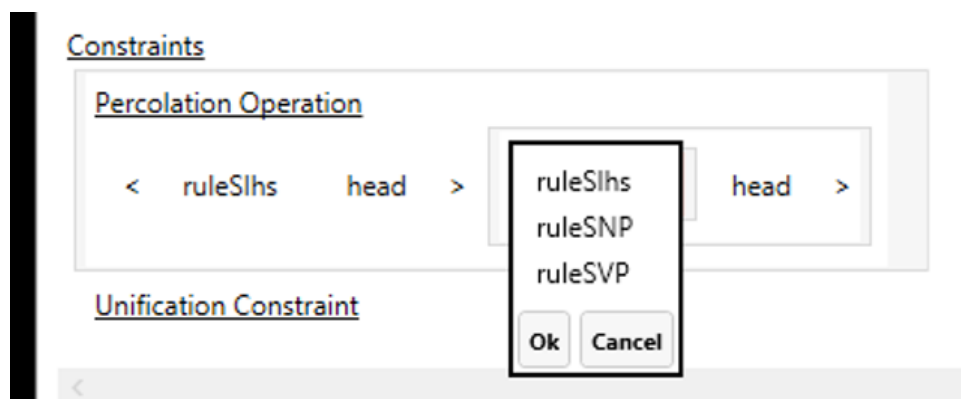 Constraints
Percolation Operation
< ruleSlhs head > head >
ruleSlhs
ruleSNP
ruleSVP
Ok Cancel
Unification Constraint
<